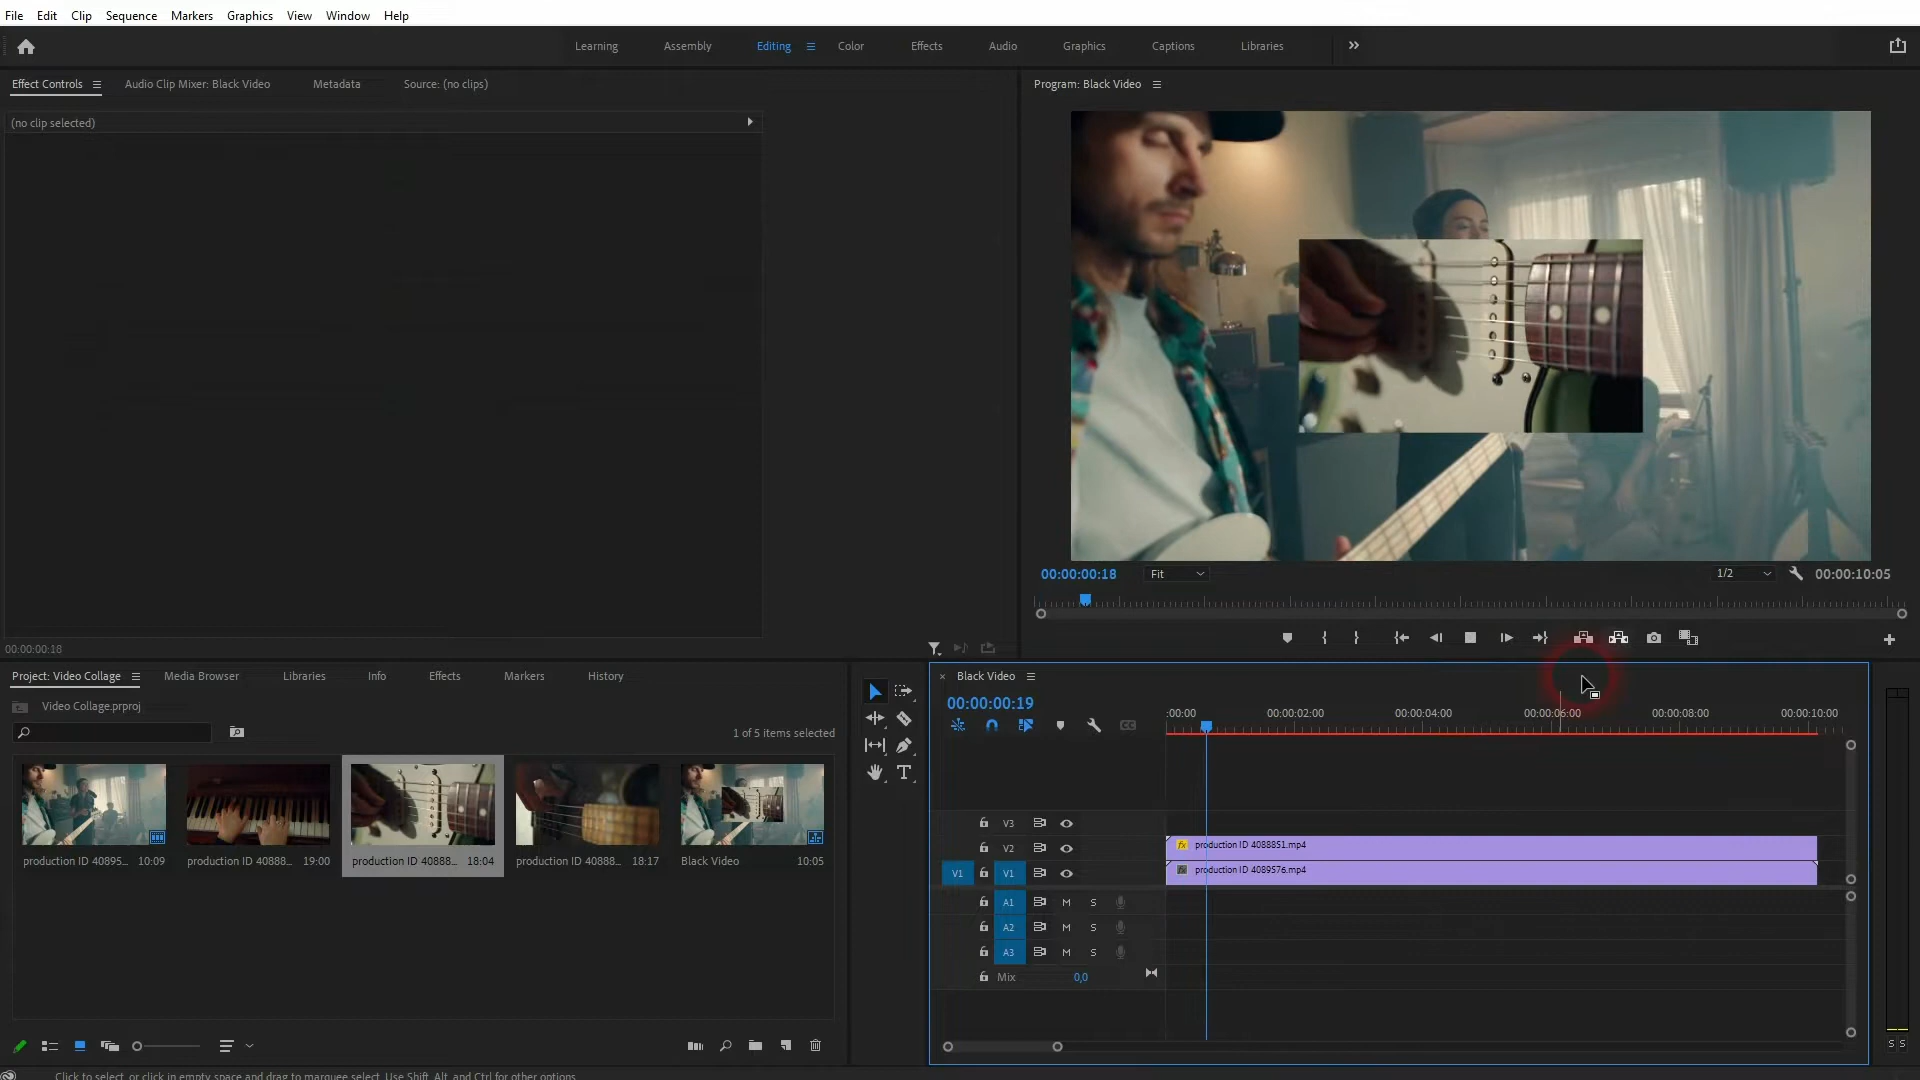 File Edit Clip Sequence Markers Graphics View Window Help
Learning Assembly Editing Color Effects Audio Graphics Captions Libraries
Effect Controls Audio Clip Mixer: Black Video Metadata Source: (no clips)
(no clip selected)
Program: Black Video
00:00:00:18 Fit 1/2 00:00:10:05
00:00:00:18
Project: Video Collage Media Browser Libraries Info Effects Markers History
Video Collage.prproj
1 of 5 items selected
production ID 40895... 10:09
production ID 40888... 19:00
production ID 40888... 18:04
production ID 40888... 18:17
Black Video 10:05
Black Video
00:00:00:19
:00:00 00:00:02:00 00:00:04:00 00:00:06:00 00:00:08:00 00:00:10:00
V3
V2 production ID 4088851.mp4
V1 V1 production ID 4089576.mp4
A1 M S
A2 M S
A3 M S
Mix 0,0
S S
Click to select, or click in empty space and drag to marquee select. Use Shift, Alt, and Ctrl for other options.